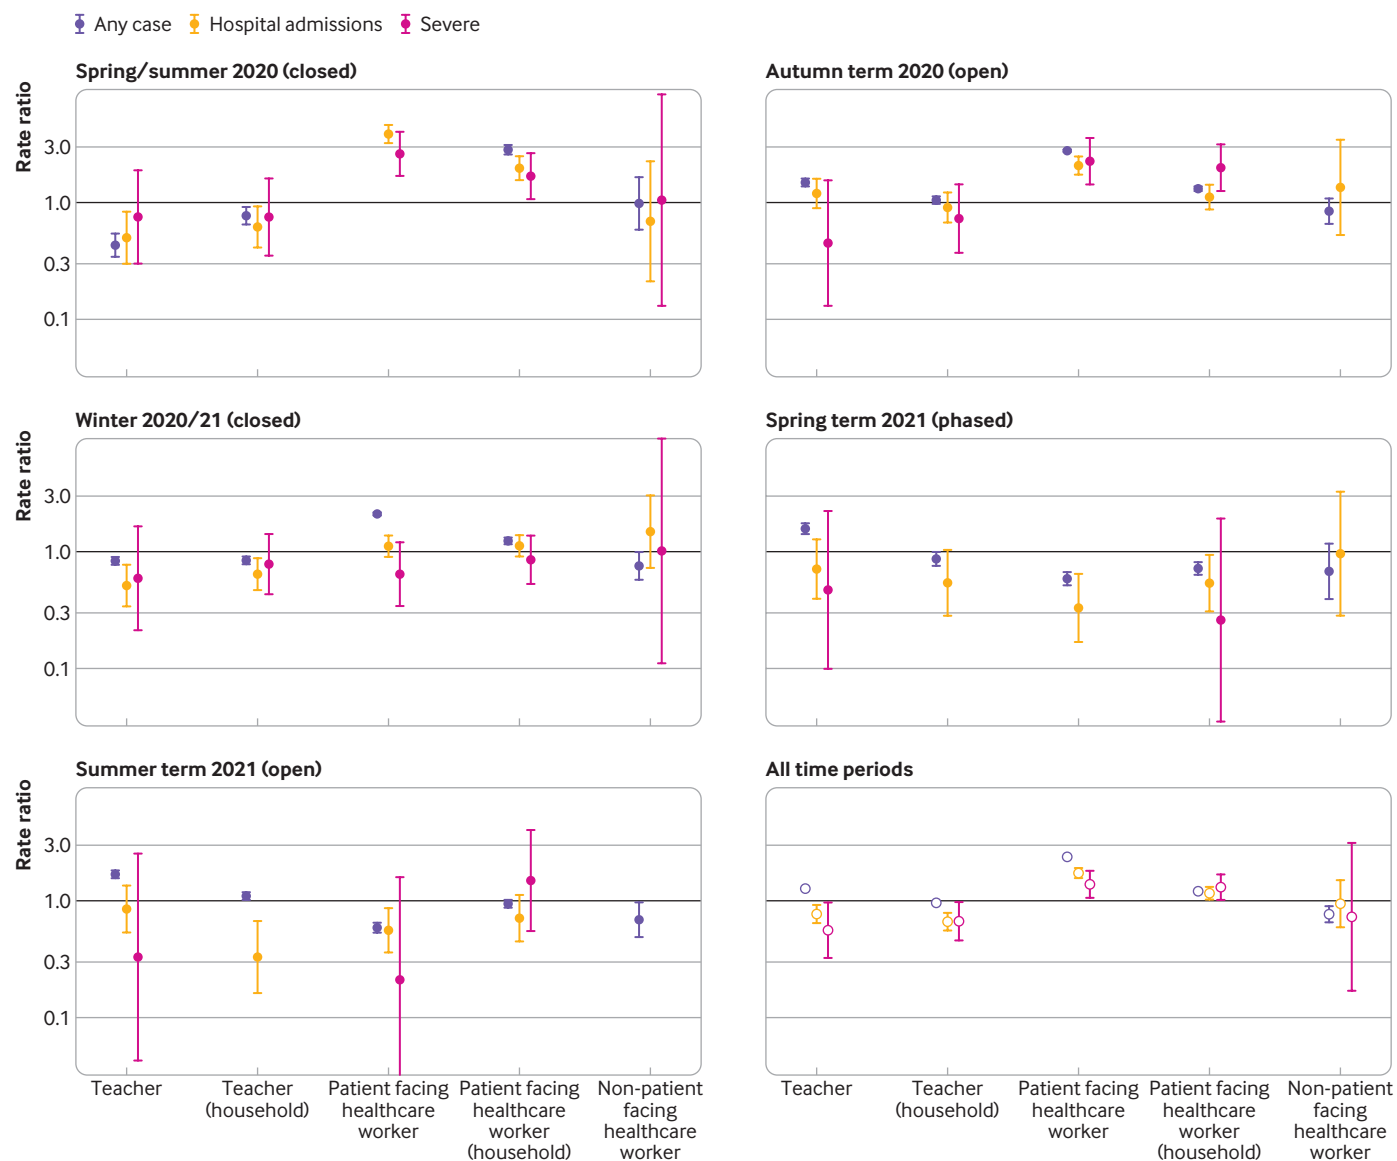 Any case Hospital admissions Severe
Spring/summer 2020 (closed)
Rate ratio
3.0
1.0
0.3
0.1
Autumn term 2020 (open)
Winter 2020/21 (closed)
Rate ratio
3.0
1.0
0.3
0.1
Spring term 2021 (phased)
Summer term 2021 (open)
Rate ratio
3.0
1.0
0.3
0.1
Teacher
Teacher
(household)
Patient facing
healthcare
worker
Patient facing
healthcare
worker
(household)
Non-patient
facing
healthcare
worker
All time periods
Teacher
Teacher
(household)
Patient facing
healthcare
worker
Patient facing
healthcare
worker
(household)
Non-patient
facing
healthcare
worker